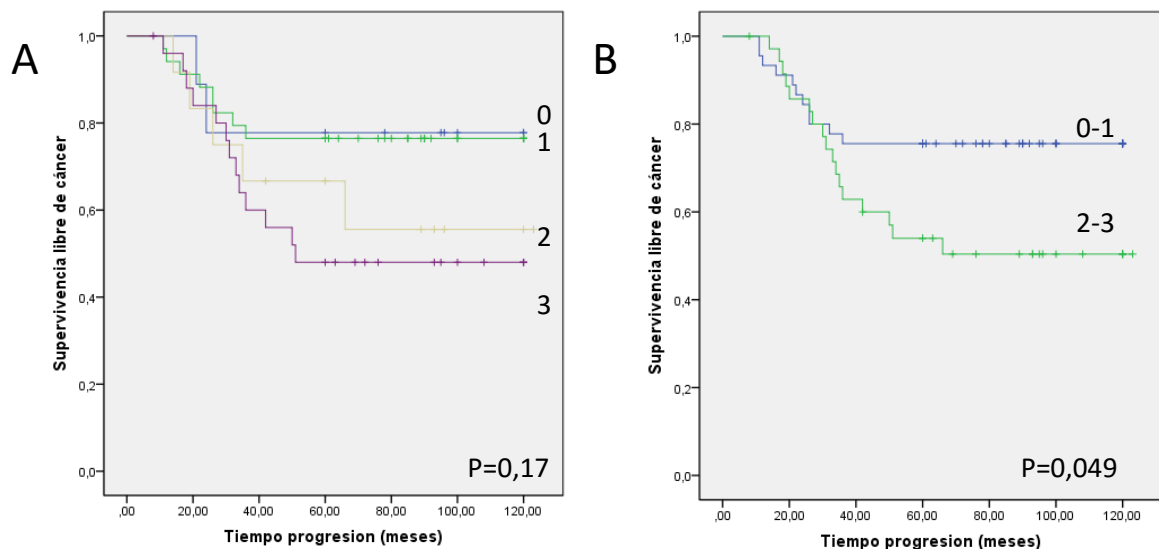 A
Supervivencia libre de cáncer
1,0
0,8
0,6
0,4
0,2
0,0
0
1
2
3
P=0,17
,00 20,00 40,00 60,00 80,00 100,00 120,00
Tiempo progresion (meses)
B
Supervivencia libre de cáncer
1,0
0,8
0,6
0,4
0,2
0,0
0-1
2-3
P=0,049
,00 20,00 40,00 60,00 80,00 100,00 120,00
Tiempo progresion (meses)